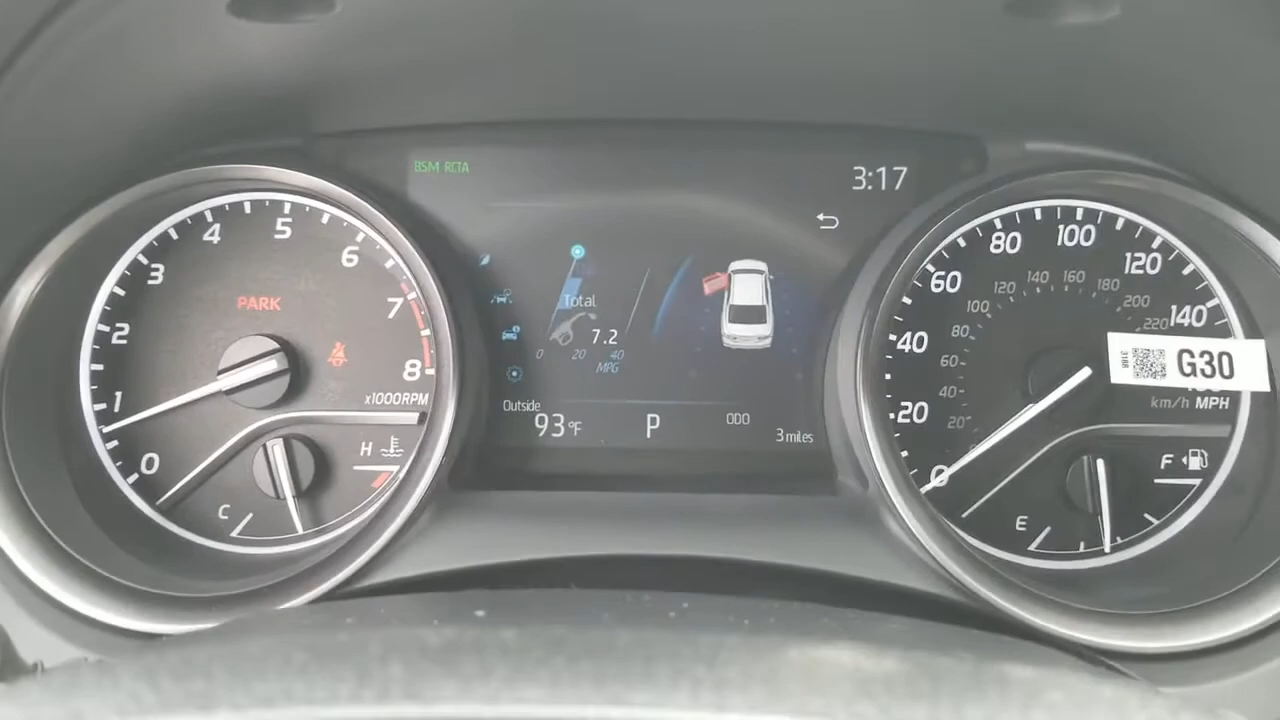 BSM RCTA
3:17
0
1
2
3
4
5
6
7
8
PARK
x1000RPM
H
C
Total
7.2
0 20 40
MPG
Outside
93°F
P
ODO
3 miles
0
20
40
60
80
100
120
140
20
40
60
80
100
120
140
160
180
200
220
3168
G30
km/h MPH
F
E